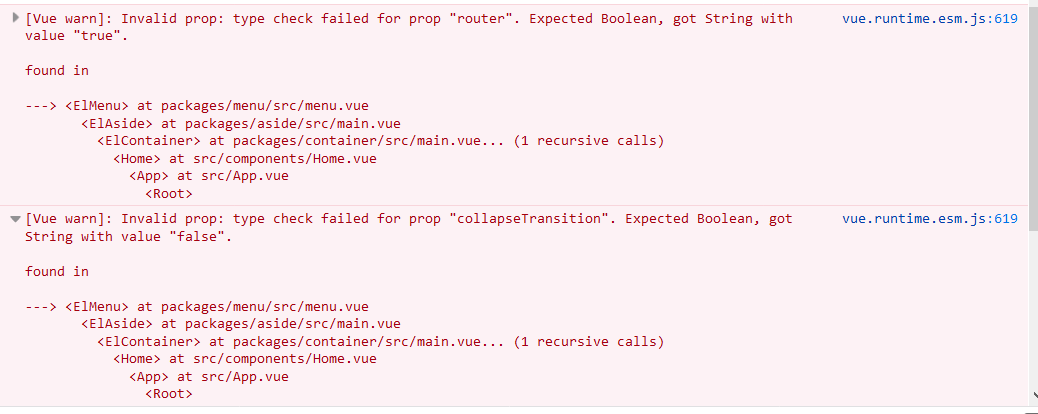 [Vue warn]: Invalid prop: type check failed for prop "router". Expected Boolean, got String with vue.runtime.esm.js:619
value "true".
found in
---> <ElMenu> at packages/menu/src/menu.vue
<ElAside> at packages/aside/src/main.vue
<ElContainer> at packages/container/src/main.vue... (1 recursive calls)
<Home> at src/components/Home.vue
<App> at src/App.vue
<Root>
[Vue warn]: Invalid prop: type check failed for prop "collapseTransition". Expected Boolean, got vue.runtime.esm.js:619
String with value "false".
found in
---> <ElMenu> at packages/menu/src/menu.vue
<ElAside> at packages/aside/src/main.vue
<ElContainer> at packages/container/src/main.vue... (1 recursive calls)
<Home> at src/components/Home.vue
<App> at src/App.vue
<Root>